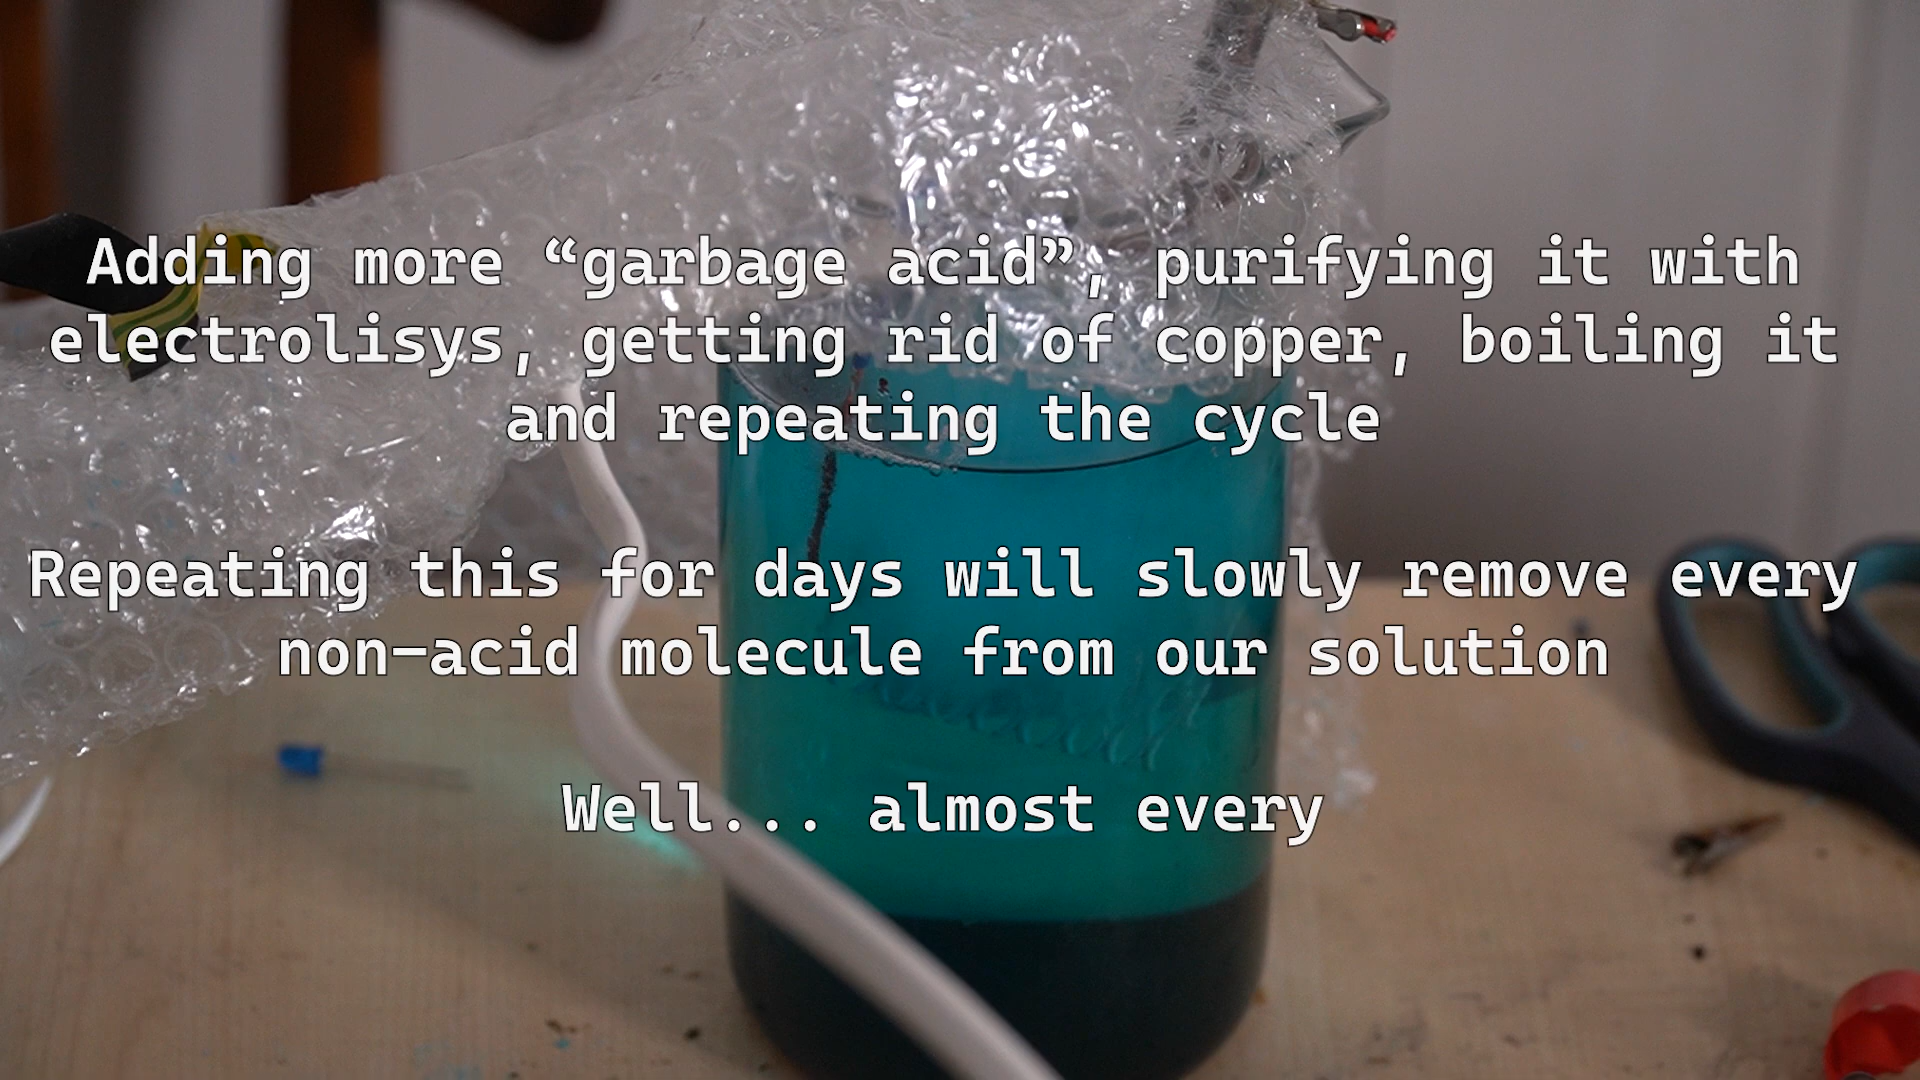 Adding more “garbage acid”, purifying it with
electrolisys, getting rid of copper, boiling it
and repeating the cycle
Repeating this for days will slowly remove every
non-acid molecule from our solution
Well... almost every